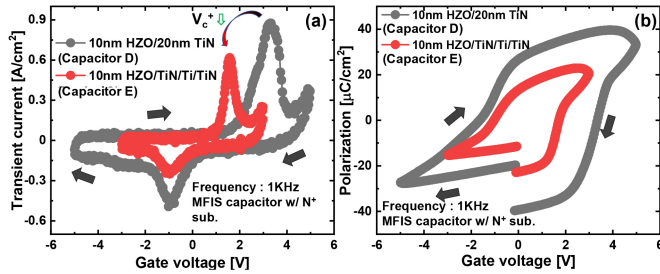 V_c^+
(a)
10nm HZO/20nm TiN
(Capacitor D)
10nm HZO/TiN/Ti/TiN
(Capacitor E)
Frequency : 1KHz
MFIS capacitor w/ N^+
sub.
Transient current [A/cm²]
0.9
0.6
0.3
0.0
-0.3
-0.6
-6 -4 -2 0 2 4 6
Gate voltage [V]
(b)
10nm HZO/20nm TiN
(Capacitor D)
10nm HZO/TiN/Ti/TiN
(Capacitor E)
Frequency : 1KHz
MFIS capacitor w/ N^+
sub.
Polarization [μC/cm²]
40
20
0
-20
-40
-6 -4 -2 0 2 4 6
Gate voltage [V]